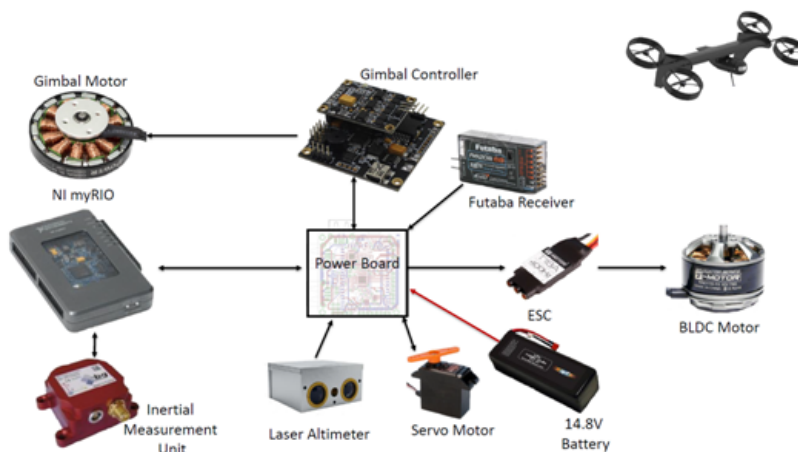 Gimbal Motor
Gimbal Controller
NI myRIO
Futaba
Futaba Receiver
Power Board
ESC
BLDC Motor
Inertial
Measurement
Unit
Laser Altimeter
Servo Motor
14.8V
Battery